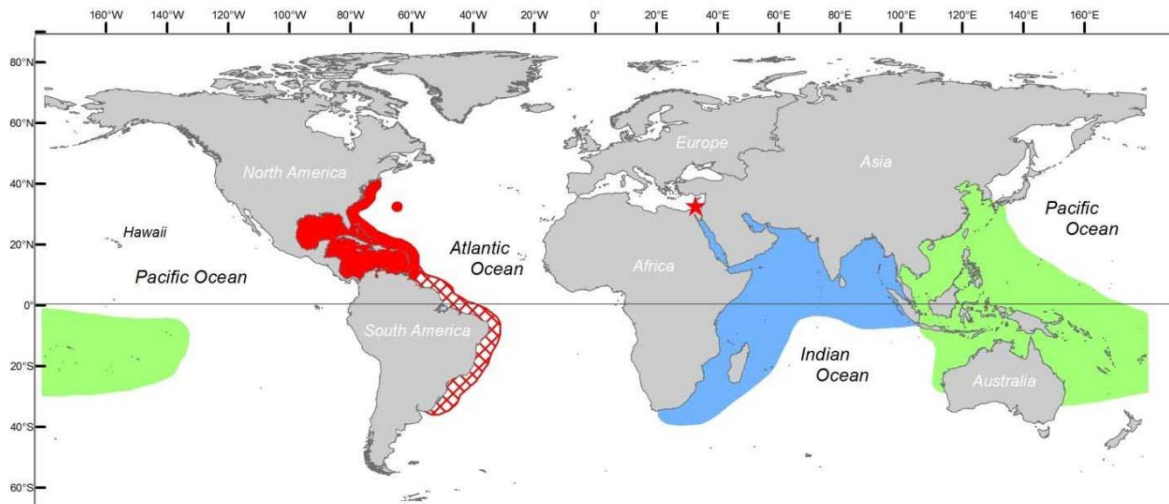 160°W 140°W 120°W 100°W 80°W 60°W 40°W 20°W 0° 20°E 40°E 60°E 80°E 100°E 120°E 140°E 160°E
80°N
60°N
Europe
North America
Asia
40°N
Pacific
Ocean
Hawaii
Atlantic
Ocean
20°N
Africa
Pacific Ocean
0°
South America
Indian
Ocean
20°S
Australia
40°S
60°S